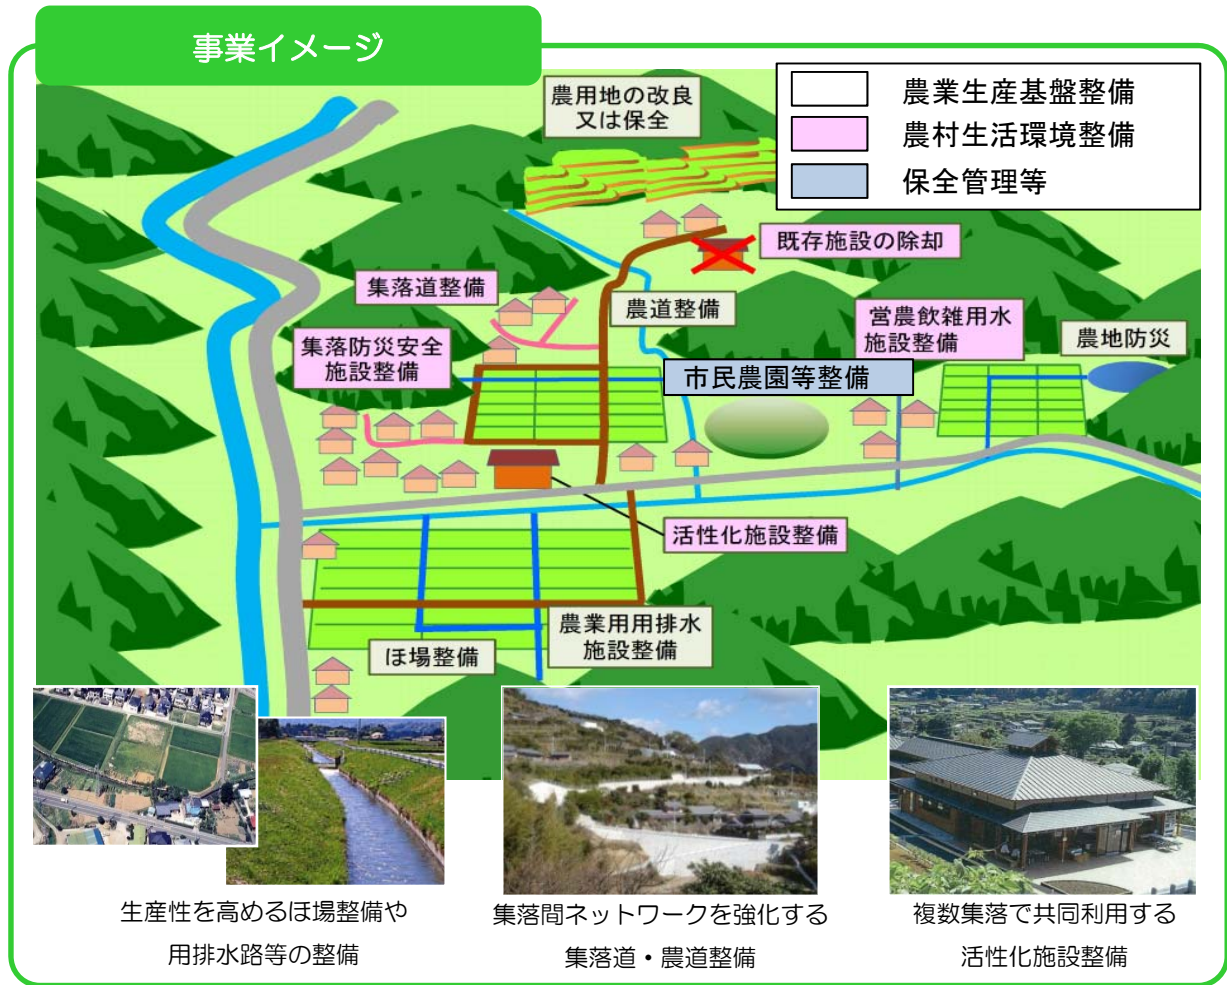 事業イメージ
農用地の改良
又は保全
農業生産基盤整備
農村生活環境整備
保全管理等
既存施設の除却
集落道整備
農道整備
営農飲雑用水
施設整備
農地防災
集落防災安全
施設整備
市民農園等整備
活性化施設整備
農業用用排水
施設整備
ほ場整備
生産性を高めるほ場整備や
用排水路等の整備
集落間ネットワークを強化する
集落道・農道整備
複数集落で共同利用する
活性化施設整備